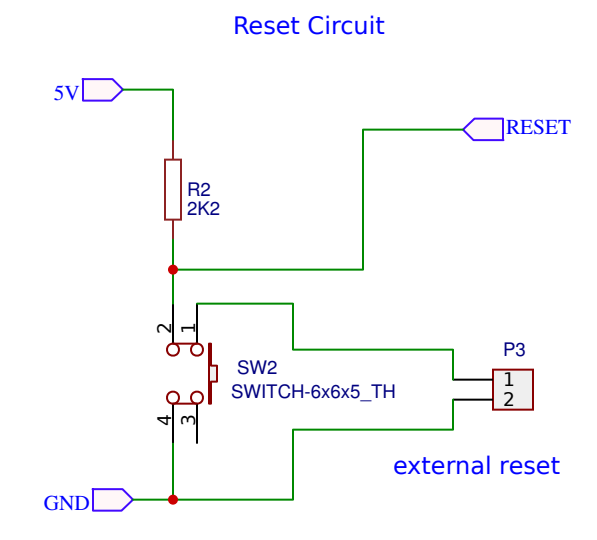 Reset Circuit
5V
RESET
R2
2K2
2
1
P3
SW2
1
SWITCH-6x6x5_TH
2
4
3
external reset
GND